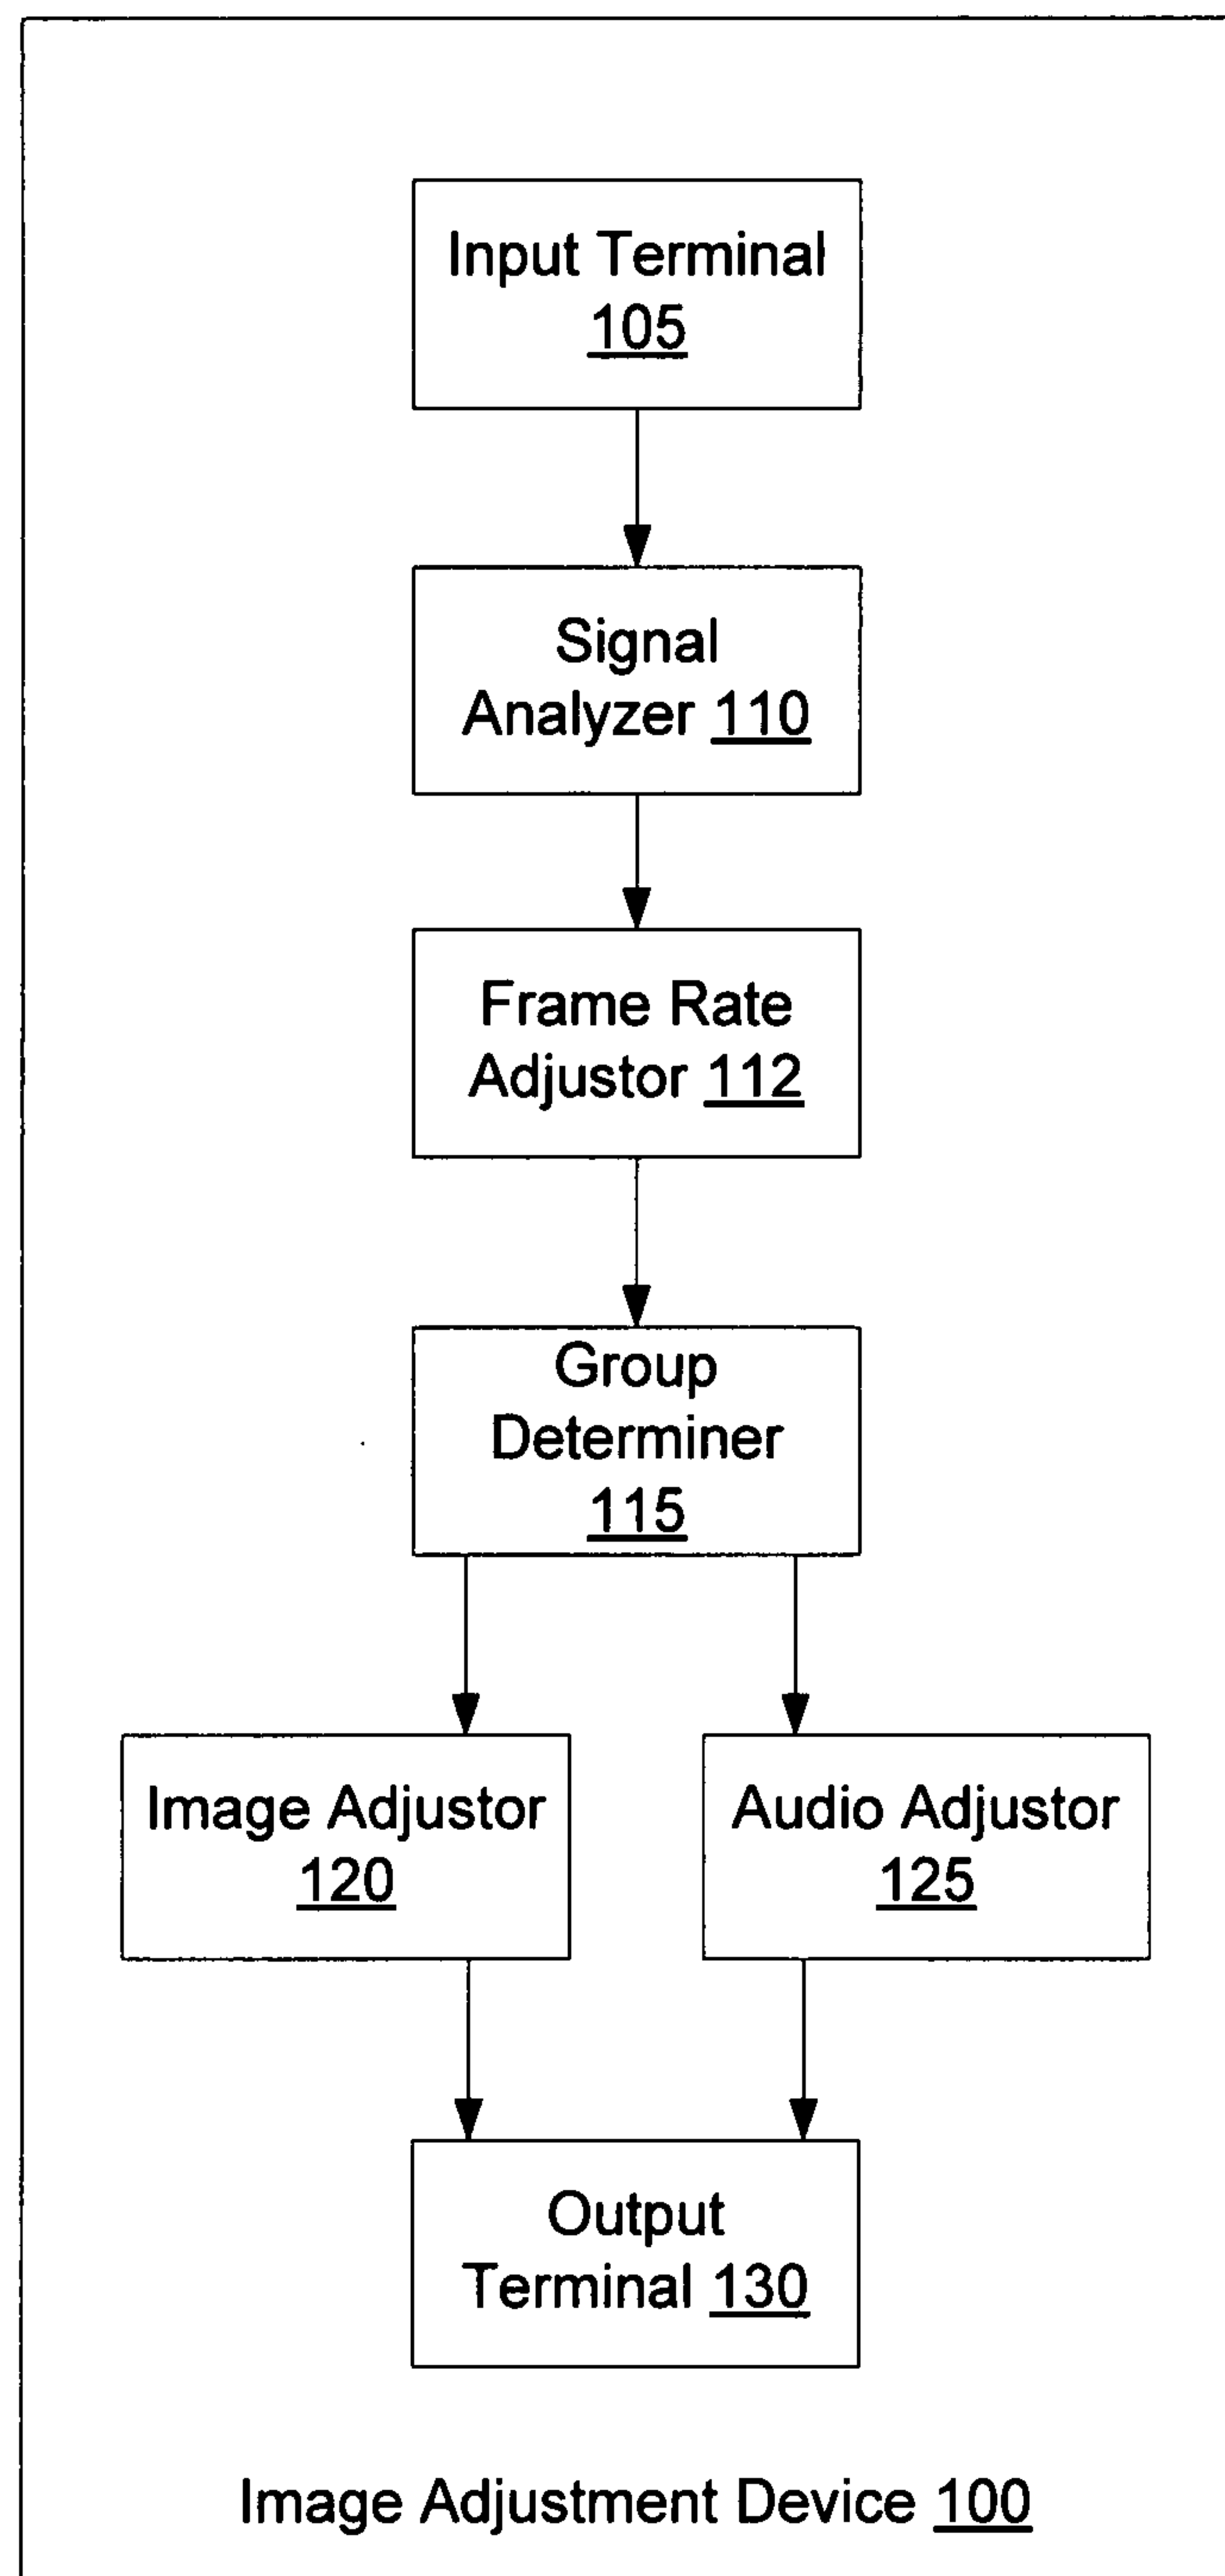 Input Terminal
105
Signal
Analyzer 110
Frame Rate
Adjustor 112
Group
Determiner
115
Image Adjustor
120
Audio Adjustor
125
Output
Terminal 130
Image Adjustment Device 100